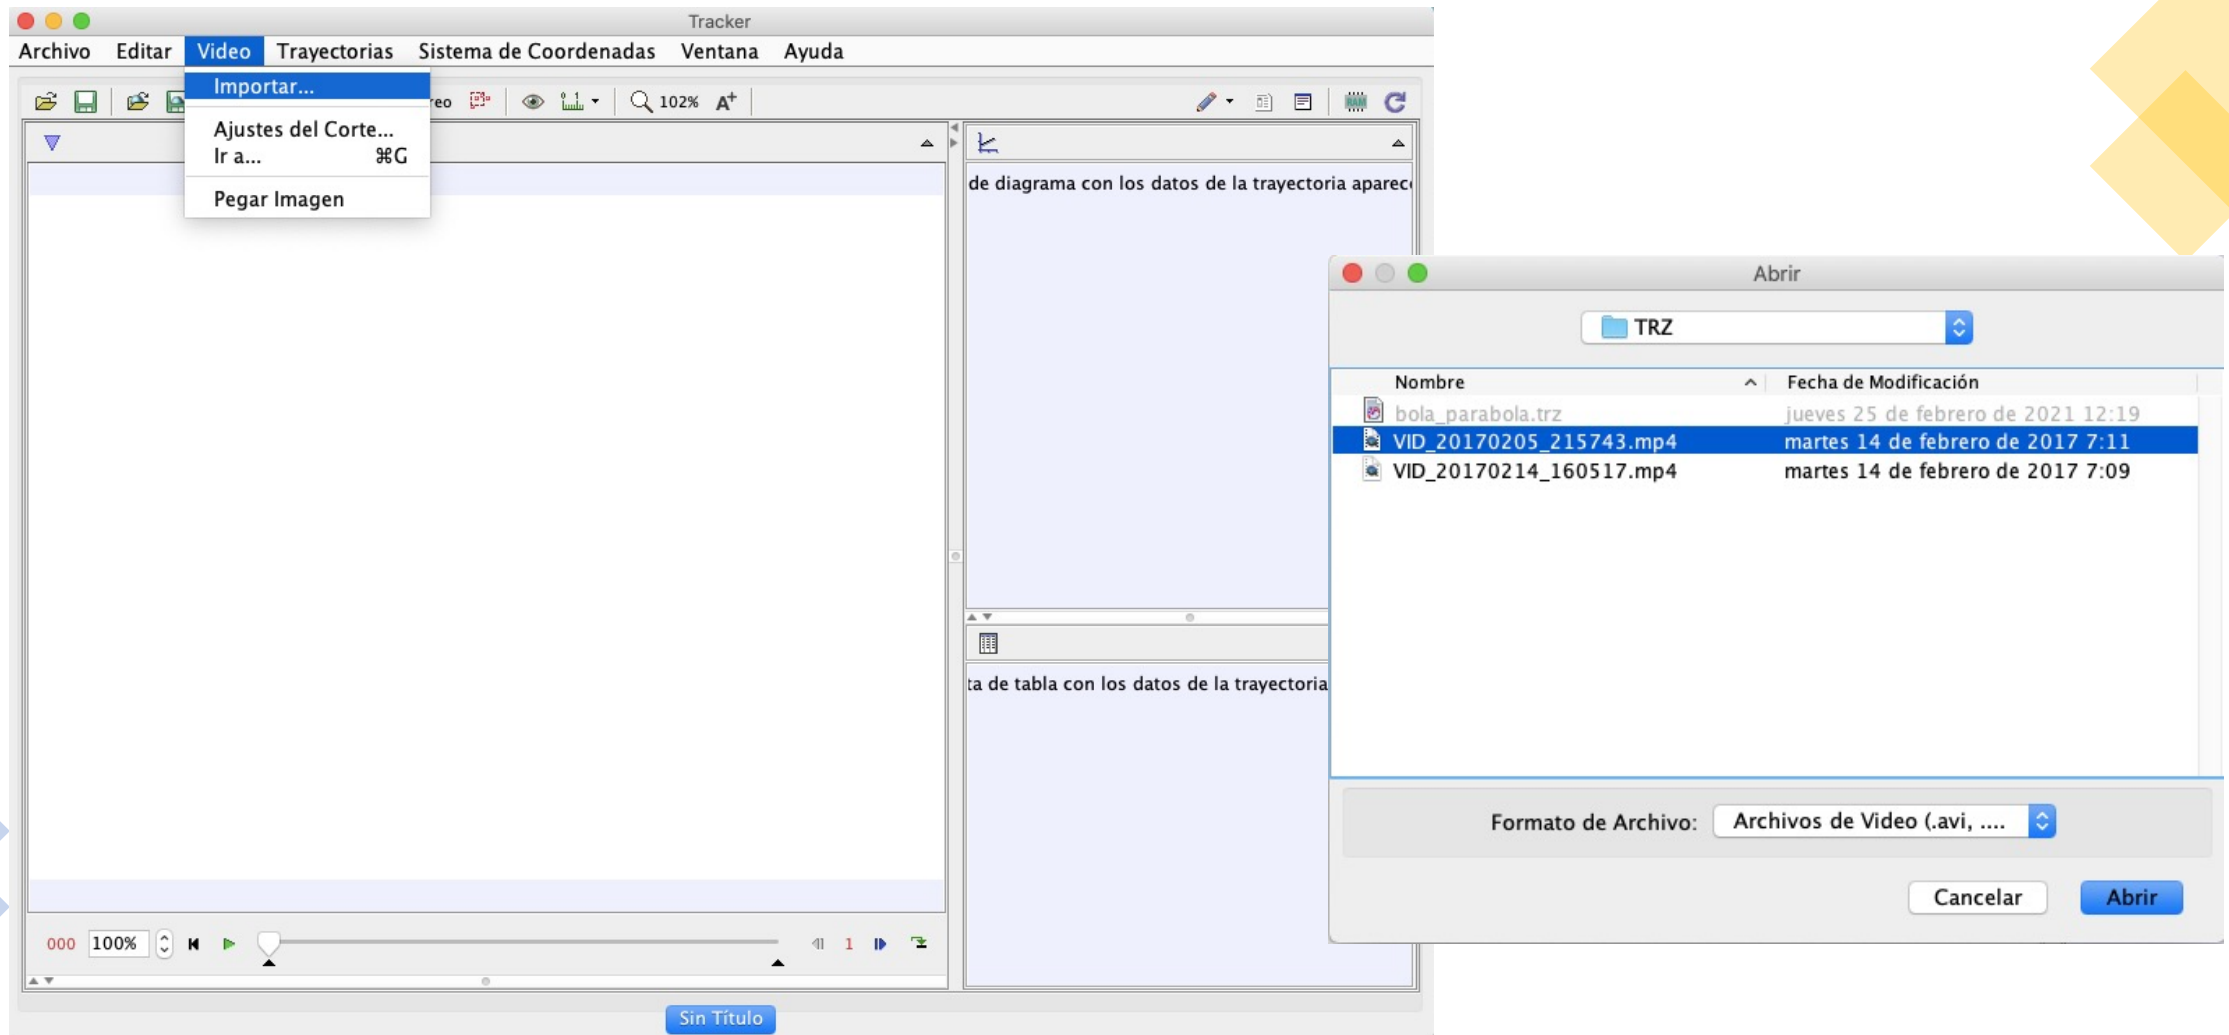 Tracker
Archivo Editar Video Trayectorias Sistema de Coordenadas Ventana Ayuda
Importar...
Ajustes del Corte...
Ir a... ⌘G
Pegar Imagen
reo 102% A+
de diagrama con los datos de la trayectoria aparec
ta de tabla con los datos de la trayectoria
000 100% 1
Sin Título
Abrir
TRZ
Nombre Fecha de Modificación
bola_parabola.trz jueves 25 de febrero de 2021 12:19
VID_20170205_215743.mp4 martes 14 de febrero de 2017 7:11
VID_20170214_160517.mp4 martes 14 de febrero de 2017 7:09
Formato de Archivo: Archivos de Video (.avi, ....
Cancelar Abrir